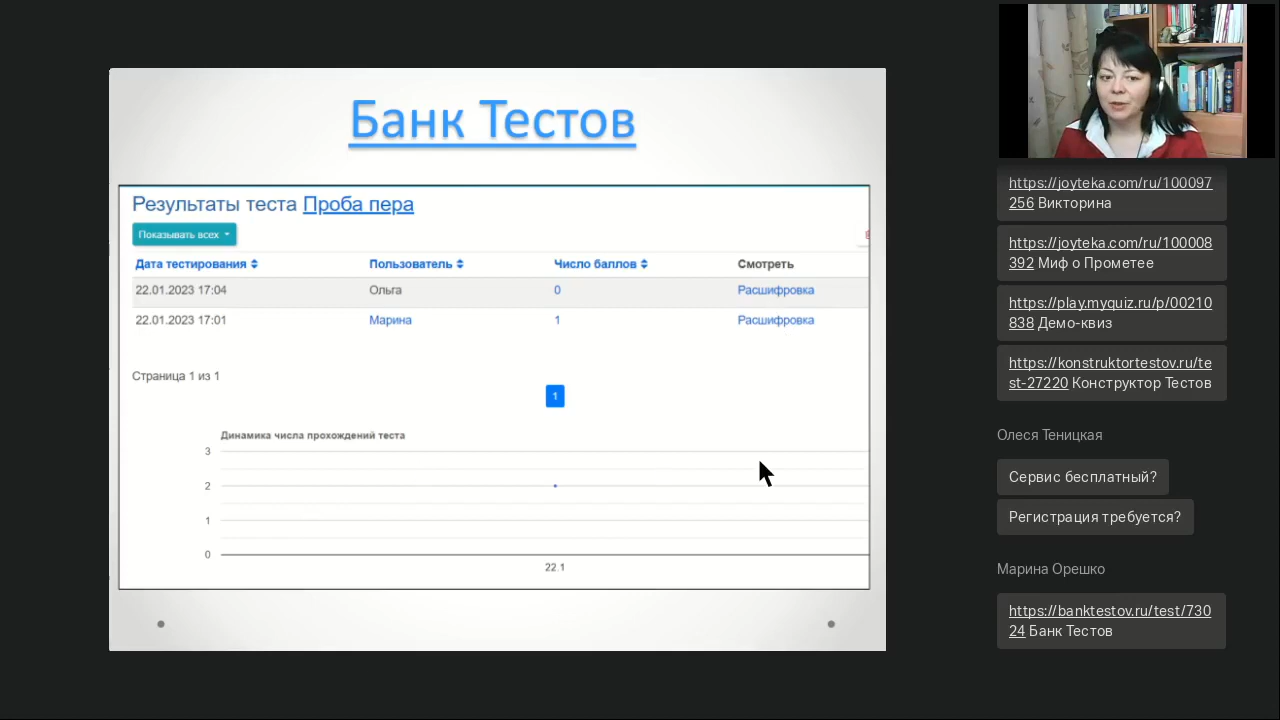 Банк Тестов
Результаты теста Проба пера
Показывать всех
Дата тестирования Пользователь Число баллов Смотреть
22.01.2023 17:04 Ольга 0 Расшифровка
22.01.2023 17:01 Марина 1 Расшифровка
Страница 1 из 1
1
Динамика числа прохождений теста
3
2
1
0
22.1
https://joyteka.com/ru/100097
256 Викторина
https://joyteka.com/ru/100008
392 Миф о Прометее
https://play.myquiz.ru/p/00210
838 Демо-квиз
https://konstruktortestov.ru/te
st-27220 Конструктор Тестов
Олеся Теницкая
Сервис бесплатный?
Регистрация требуется?
Марина Орешко
https://banktestov.ru/test/730
24 Банк Тестов